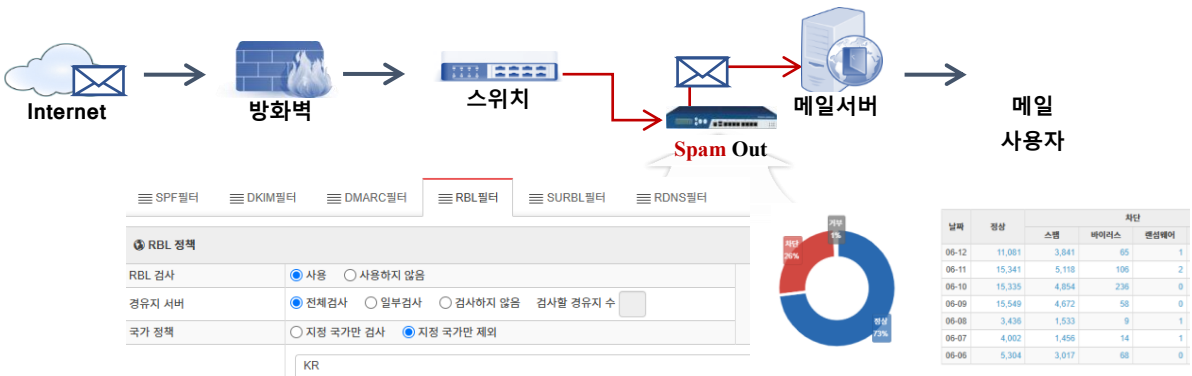 Internet
방화벽
스위치
Spam Out
메일서버
메일
사용자
SPF필터 DKIM필터 DMARC필터 RBL필터 SURBL필터 RDNS필터
RBL 정책
RBL 검사 사용 사용하지 않음
경유지 서버 전체검사 일부검사 검사하지 않음 검사할 경유지 수
국가 정책 지정 국가만 검사 지정 국가만 제외
KR
거부
1%
차단
26%
정상
73%
날짜 정상 차단
스팸 바이러스 랜섬웨어
06-12 11,081 3,841 65 1
06-11 15,341 5,118 106 2
06-10 15,335 4,854 236 0
06-09 15,549 4,672 58 0
06-08 3,436 1,533 9 1
06-07 4,002 1,456 14 1
06-06 5,304 3,017 68 0